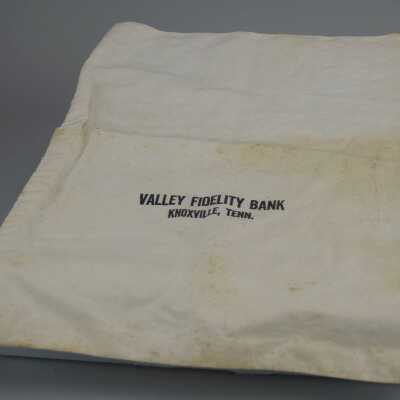 VALLEY FIDELITY BANK
KNOXVILLE, TENN.